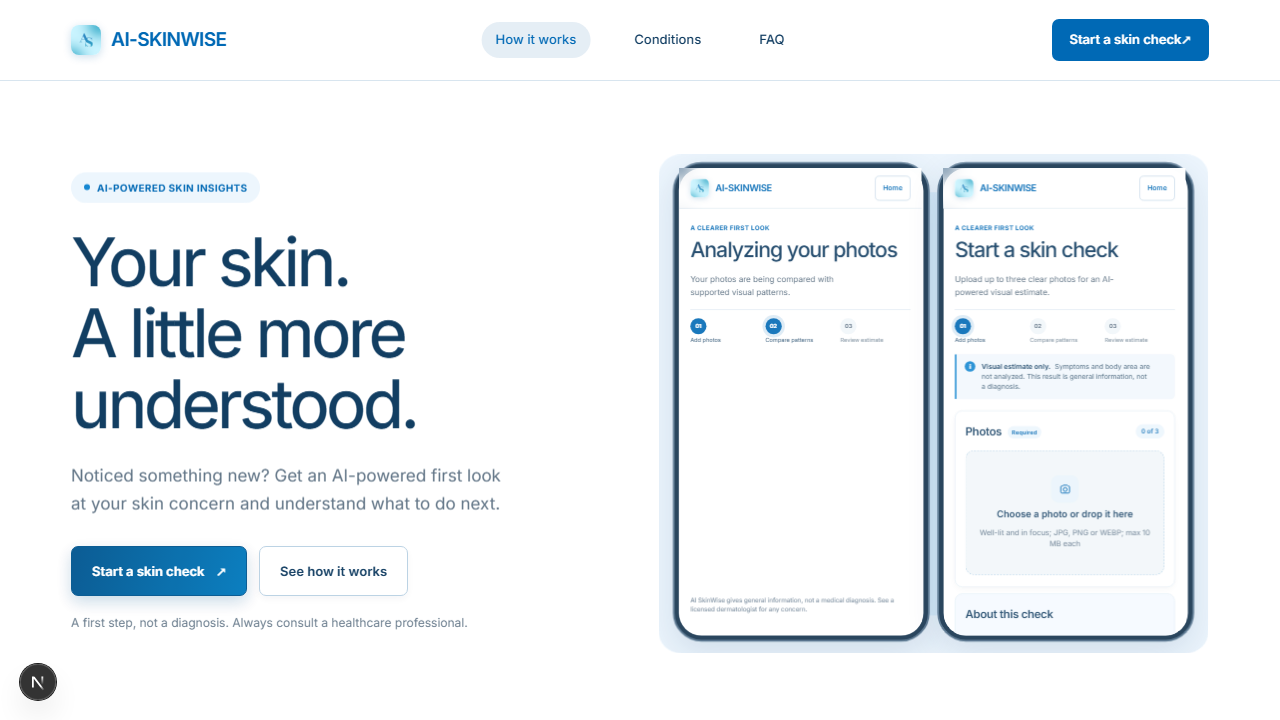 AI-SKINWISE
How it works
Conditions
FAQ
Start a skin check↗
AI-POWERED SKIN INSIGHTS
Your skin.
A little more
understood.
Noticed something new? Get an AI-powered first look
at your skin concern and understand what to do next.
Start a skin check ↗
See how it works
A first step, not a diagnosis. Always consult a healthcare professional.
N
AI-SKINWISE
Home
A CLEARER FIRST LOOK
Analyzing your photos
Your photos are being compared with
supported visual patterns.
01
02
03
Add photos
Compare patterns
Review estimate
AI SkinWise gives general information, not a medical diagnosis. See a
licensed dermatologist for any concern.
AI-SKINWISE
Home
A CLEARER FIRST LOOK
Start a skin check
Upload up to three clear photos for an AI-
powered visual estimate.
01
02
03
Add photos
Compare patterns
Review estimate
Visual estimate only. Symptoms and body area are
not analyzed. This result is general information, not
a diagnosis.
Photos
Required
0 of 3
Choose a photo or drop it here
Well-lit and in focus; JPG, PNG or WEBP; max 10
MB each
About this check